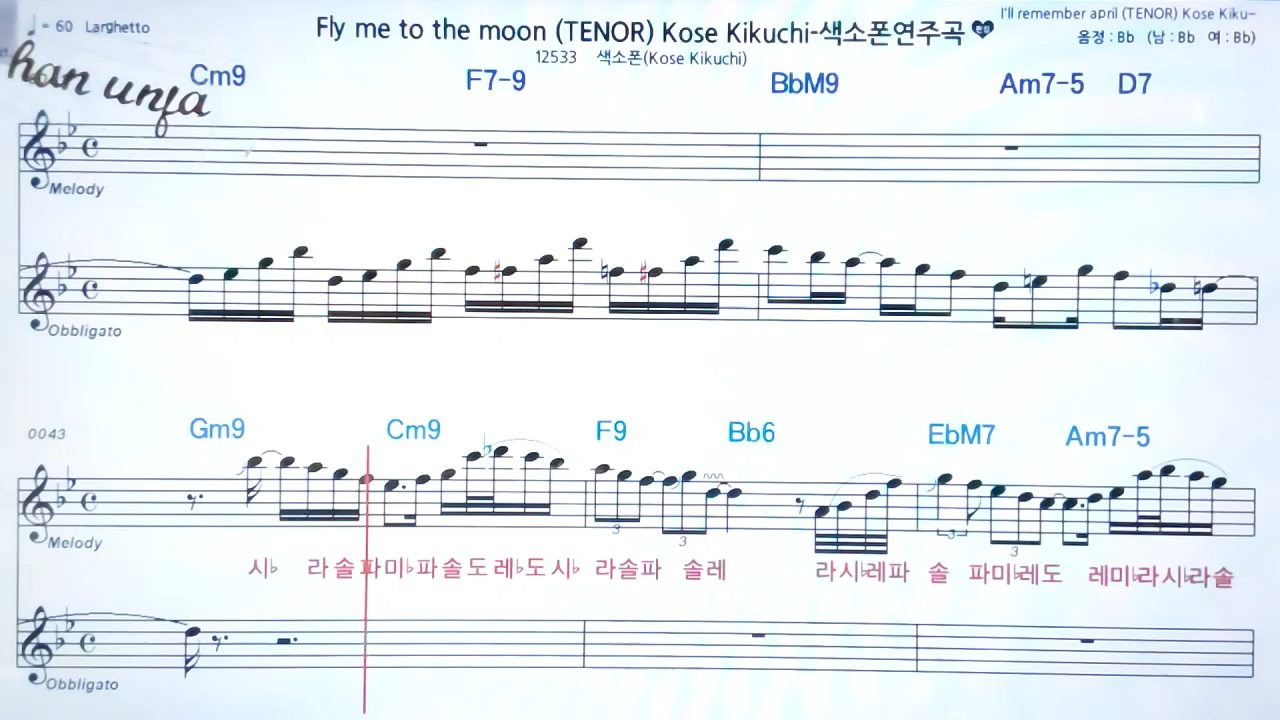 ♩= 60 Larghetto
Fly me to the moon (TENOR) Kose Kikuchi-색소폰연주곡
I'll remember april (TENOR) Kose Kiku-
12533 색소폰(Kose Kikuchi)
음정 : Bb (남 : Bb 여 : Bb)
han unja
Cm9 F7-9 BbM9 Am7-5 D7
Melody
Obbligato
0043 Gm9 Cm9 F9 Bb6 EbM7 Am7-5
3 3 3 3
Melody
시♭ 라솔파미♭파솔도레♭도시♭ 라솔파 솔레 라시♭레파 솔 파미♭레도 레미♭라시♭라솔
Obbligato